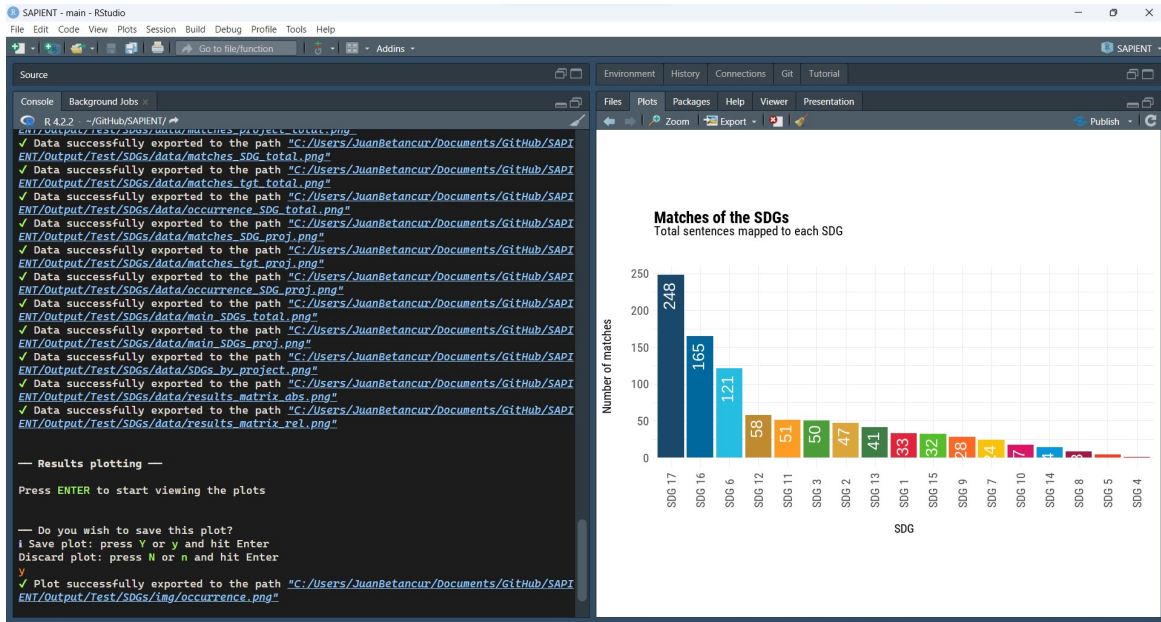 SAPIENT - main - RStudio
File Edit Code View Plots Session Build Debug Profile Tools Help
Go to file/function
Addins
SAPIENT
Source
Console Background Jobs
R 4.2.2 · ~/GitHub/SAPIENT/
ENT/Output/Test/SDGs/data/matches_project_total.png"
✓ Data successfully exported to the path "C:/Users/JuanBetancur/Documents/GitHub/SAPI
ENT/Output/Test/SDGs/data/matches_SDG_total.png"
✓ Data successfully exported to the path "C:/Users/JuanBetancur/Documents/GitHub/SAPI
ENT/Output/Test/SDGs/data/matches_tgt_total.png"
✓ Data successfully exported to the path "C:/Users/JuanBetancur/Documents/GitHub/SAPI
ENT/Output/Test/SDGs/data/occurrence_SDG_total.png"
✓ Data successfully exported to the path "C:/Users/JuanBetancur/Documents/GitHub/SAPI
ENT/Output/Test/SDGs/data/matches_SDG_proj.png"
✓ Data successfully exported to the path "C:/Users/JuanBetancur/Documents/GitHub/SAPI
ENT/Output/Test/SDGs/data/matches_tgt_proj.png"
✓ Data successfully exported to the path "C:/Users/JuanBetancur/Documents/GitHub/SAPI
ENT/Output/Test/SDGs/data/occurrence_SDG_proj.png"
✓ Data successfully exported to the path "C:/Users/JuanBetancur/Documents/GitHub/SAPI
ENT/Output/Test/SDGs/data/main_SDGs_total.png"
✓ Data successfully exported to the path "C:/Users/JuanBetancur/Documents/GitHub/SAPI
ENT/Output/Test/SDGs/data/main_SDGs_proj.png"
✓ Data successfully exported to the path "C:/Users/JuanBetancur/Documents/GitHub/SAPI
ENT/Output/Test/SDGs/data/SDGs_by_project.png"
✓ Data successfully exported to the path "C:/Users/JuanBetancur/Documents/GitHub/SAPI
ENT/Output/Test/SDGs/data/results_matrix_abs.png"
✓ Data successfully exported to the path "C:/Users/JuanBetancur/Documents/GitHub/SAPI
ENT/Output/Test/SDGs/data/results_matrix_rel.png"
── Results plotting ──
Press ENTER to start viewing the plots
── Do you wish to save this plot?
i Save plot: press Y or y and hit Enter
Discard plot: press N or n and hit Enter
y
✓ Plot successfully exported to the path "C:/Users/JuanBetancur/Documents/GitHub/SAPI
ENT/Output/Test/SDGs/img/occurrence.png"
Environment History Connections Git Tutorial
Files Plots Packages Help Viewer Presentation
Zoom Export Publish
Matches of the SDGs
Total sentences mapped to each SDG
Number of matches
250
200
150
100
50
0
248
165
121
58
51
50
47
41
33
32
28
24
7
4
SDG 17
SDG 16
SDG 6
SDG 12
SDG 11
SDG 3
SDG 2
SDG 13
SDG 1
SDG 15
SDG 9
SDG 7
SDG 10
SDG 14
SDG 8
SDG 5
SDG 4
SDG